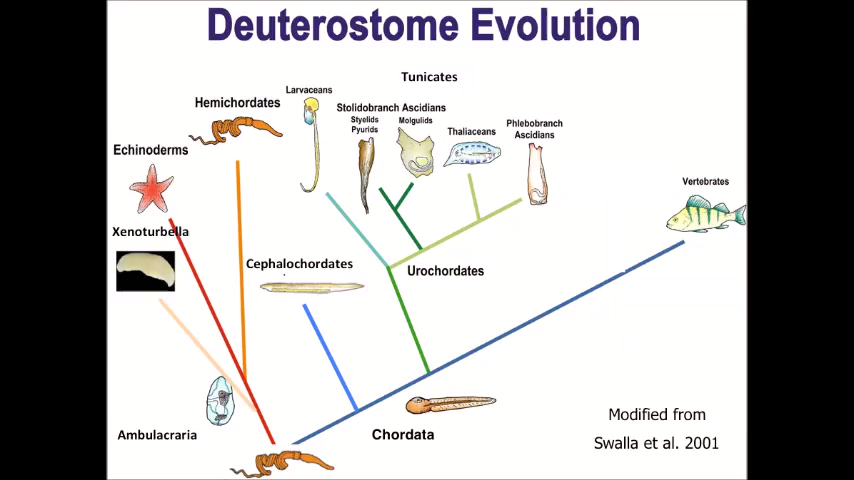 Deuterostome Evolution
Tunicates
Larvaceans
Hemichordates
Stolidobranch Ascidians
Styelids
Pyurids
Molgulids
Thaliaceans
Phlebobranch
Ascidians
Echinoderms
Vertebrates
Xenoturbella
Cephalochordates
Urochordates
Modified from
Swalla et al. 2001
Ambulacraria
Chordata